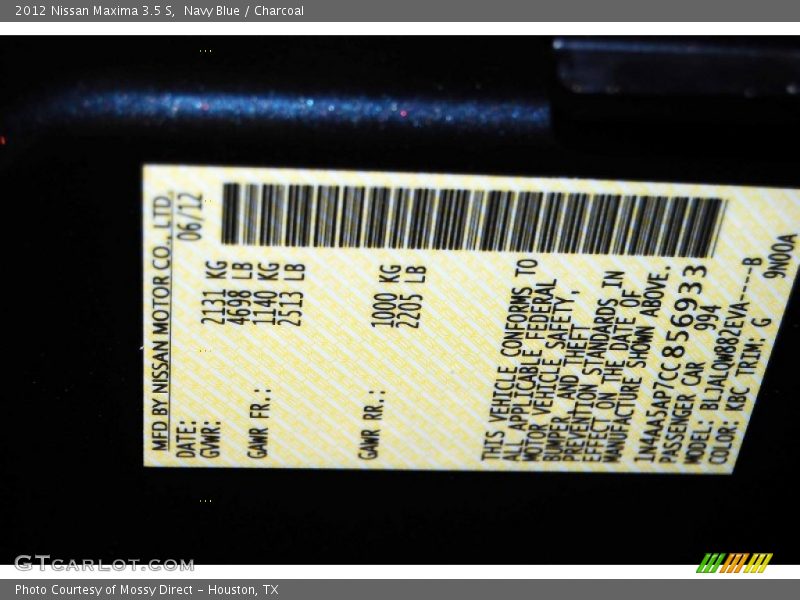 2012 Nissan Maxima 3.5 S,  Navy Blue / Charcoal
MFD BY NISSAN MOTOR CO., LTD.
DATE: 06/12
GVWR: 2131 KG
4698 LB
GAWR FR.: 1140 KG
2513 LB
GAWR RR.: 1000 KG
2205 LB
THIS VEHICLE CONFORMS TO
ALL APPLICABLE FEDERAL
MOTOR VEHICLE SAFETY,
BUMPER, AND THEFT
PREVENTION STANDARDS IN
EFFECT ON THE DATE OF
MANUFACTURE SHOWN ABOVE.
1N4AA5AP7CC856933
PASSENGER CAR 994
MODEL: BLJALQWB82EVA----B
COLOR: KBC TRIM: G 9N00A
GTCARLOT.COM
Photo Courtesy of Mossy Direct - Houston, TX